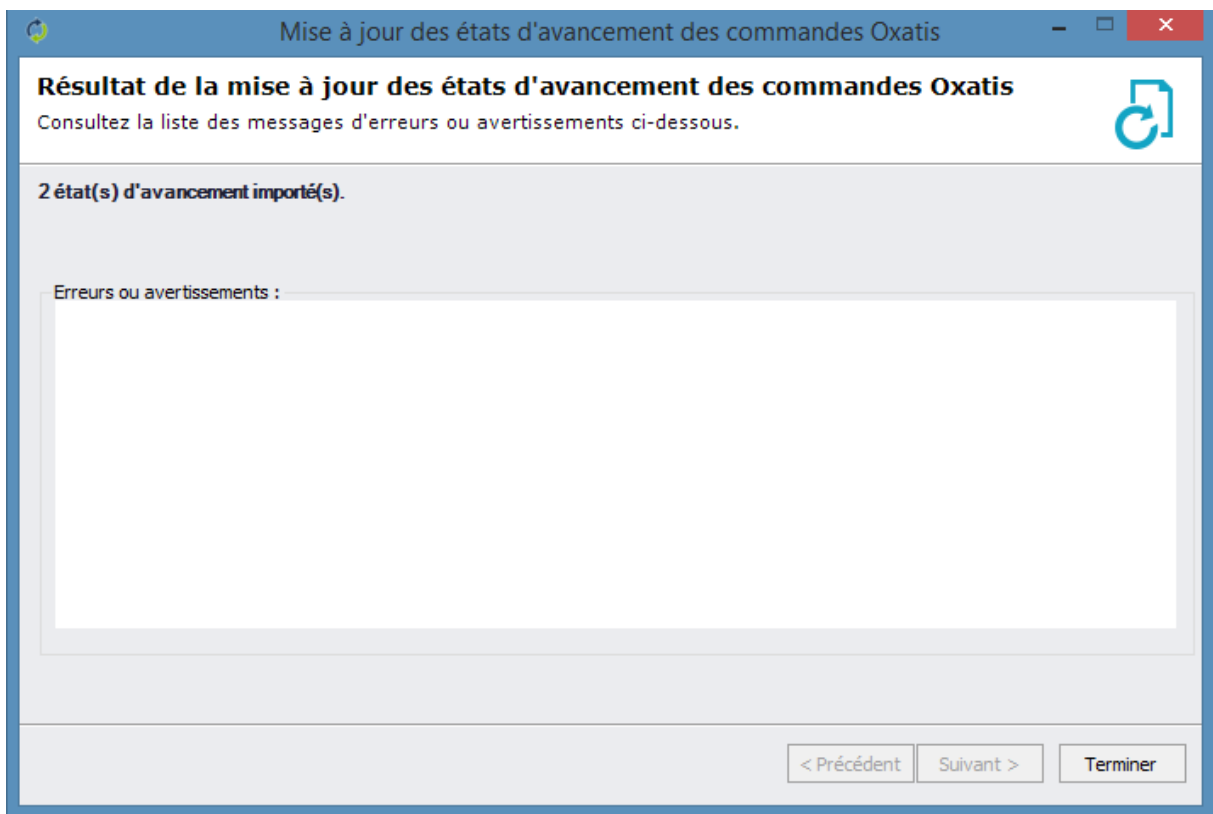 Mise à jour des états d'avancement des commandes Oxatis
Résultat de la mise à jour des états d'avancement des commandes Oxatis
Consultez la liste des messages d'erreurs ou avertissements ci-dessous.
2 état(s) d'avancement importé(s).
Erreurs ou avertissements :
< Précédent Suivant > Terminer